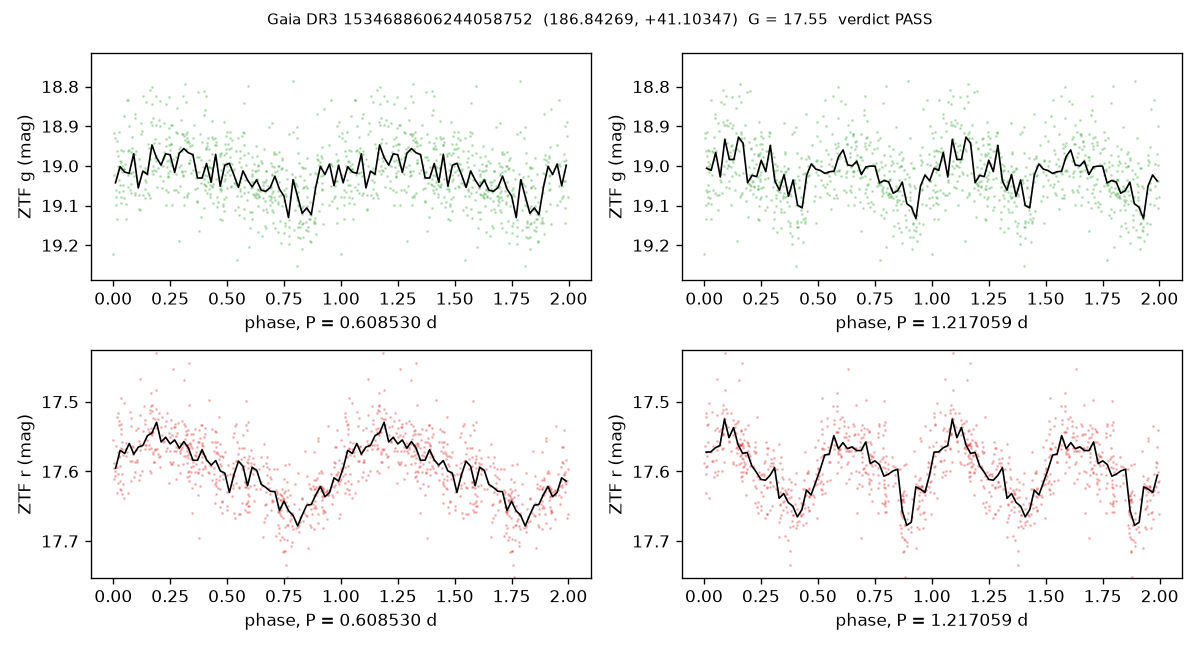 Gaia DR3 1534688606244058752  (186.84269, +41.10347)  G = 17.55  verdict PASS
ZTF g (mag)
18.8
18.9
19.0
19.1
19.2
0.00 0.25 0.50 0.75 1.00 1.25 1.50 1.75 2.00
phase, P = 0.608530 d
ZTF g (mag)
18.8
18.9
19.0
19.1
19.2
0.00 0.25 0.50 0.75 1.00 1.25 1.50 1.75 2.00
phase, P = 1.217059 d
ZTF r (mag)
17.5
17.6
17.7
0.00 0.25 0.50 0.75 1.00 1.25 1.50 1.75 2.00
phase, P = 0.608530 d
ZTF r (mag)
17.5
17.6
17.7
0.00 0.25 0.50 0.75 1.00 1.25 1.50 1.75 2.00
phase, P = 1.217059 d